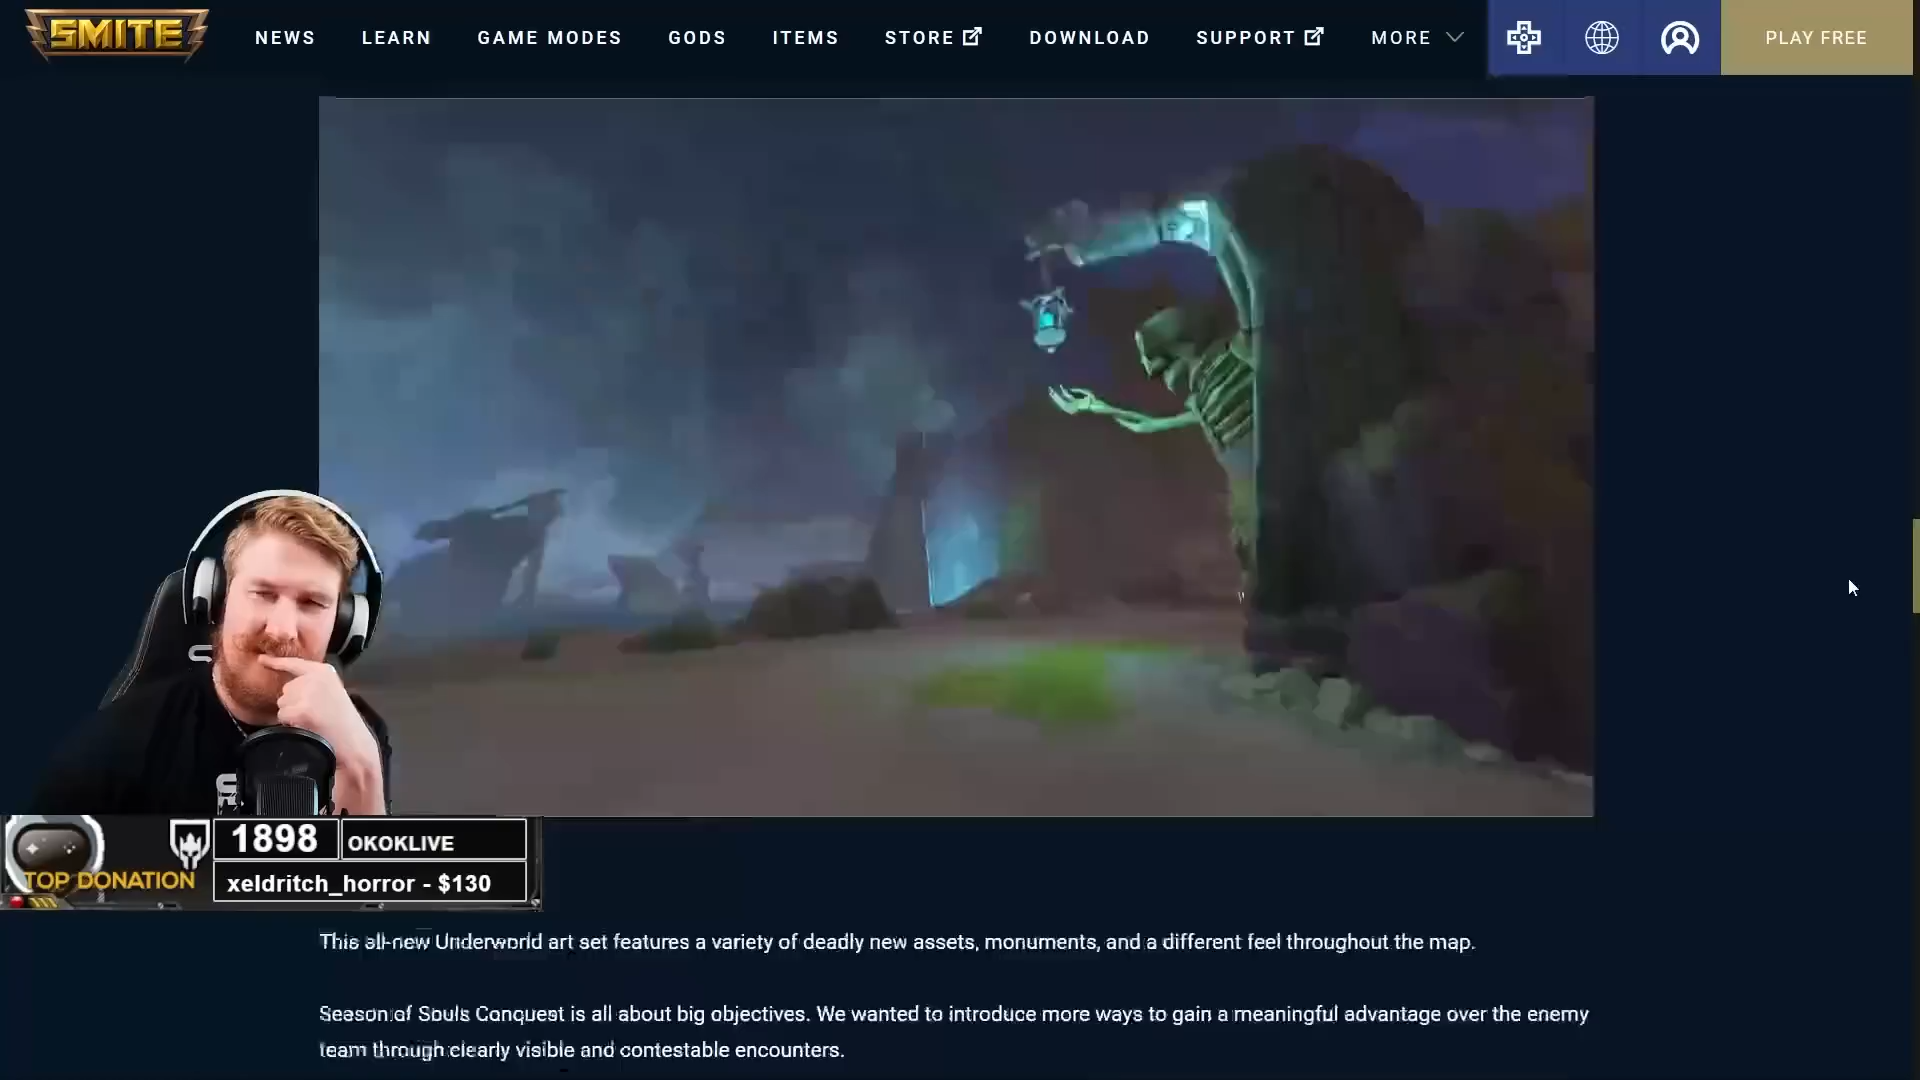 SMITE
NEWS LEARN GAME MODES GODS ITEMS STORE DOWNLOAD SUPPORT MORE PLAY FREE
1898 OKOKLIVE
TOP DONATION xeldritch_horror - $130
This all-new Underworld art set features a variety of deadly new assets, monuments, and a different feel throughout the map.
Season of Souls Conquest is all about big objectives. We wanted to introduce more ways to gain a meaningful advantage over the enemy
team through clearly visible and contestable encounters.